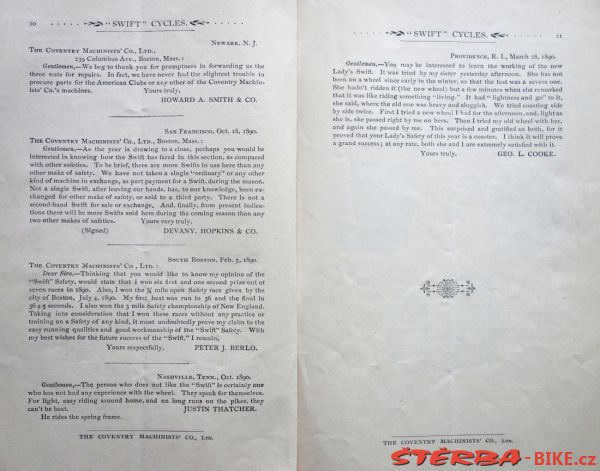 20 "SWIFT" CYCLES.
NEWARK, N. J.
THE COVENTRY MACHINISTS' CO., LTD.,
239 Columbus Ave., Boston, Mass.:
Gentlemen,—We beg to thank you for promptness in forwarding us the
three nuts for repairs. In fact, we have never had the slightest trouble to
procure parts for the American Clubs or any other of the Coventry Machin-
ists' Co.'s machines. Yours truly,
HOWARD A. SMITH & CO.
SAN FRANCISCO, Oct. 18, 1890.
THE COVENTRY MACHINISTS' CO., LTD., Boston, Mass.:
Gentlemen,—As the year is drawing to a close, perhaps you would be
interested in knowing how the Swift has fared in this section, as compared
with other safeties. To be brief, there are more Swifts in use here than any
other make of safety. We have not taken a single "ordinary" or any other
kind of machine in exchange, as part payment for a Swift, during the season.
Not a single Swift, after leaving our hands, has, to our knowledge, been ex-
changed for other make of safety, or sold to a third party. There is not a
second-hand Swift for sale or exchange. And, finally, from present indica-
tions there will be more Swifts sold here during the coming season than any
two other makes of safeties. Yours very truly,
(Signed) DEVANY, HOPKINS & CO.
SOUTH BOSTON, Feb. 5, 1890.
THE COVENTRY MACHINISTS' CO., LTD.:
Dear Sirs,—Thinking that you would like to know my opinion of the
"Swift" Safety, would state that I won six first and one second prize out of
seven races in 1890. Also, I won the ¾ mile open Safety race given by the
city of Boston, July 4, 1890. My first heat was run in 36 and the final in
36 4-5 seconds. I also won the 3 mile Safety championship of New England.
Taking into consideration that I won these races without any practice or
training on a Safety of any kind, it must undoubtedly prove my claim to the
easy running qualities and good workmanship of the "Swift" Safety. With
my best wishes for the future success of the "Swift," I remain,
Yours respectfully, PETER J. BERLO.
NASHVILLE, TENN., Oct. 1890.
Gentlemen,—The person who does not like the "Swift" is certainly one
who has not had any experience with the wheel. They speak for themselves.
For light, easy riding around home, and on long runs on the pikes, they
can't be beat. JUSTIN THATCHER.
He rides the spring frame.
THE COVENTRY MACHINISTS' CO., LTD.
"SWIFT" CYCLES. 21
PROVIDENCE, R. I., March 28, 1890.
Gentlemen,—You may be interested to learn the working of the new
Lady's Swift. It was tried by my sister yesterday afternoon. She has not
been on a wheel since early in the winter, so that the test was a severe one.
She hadn't ridden it (the new wheel) but a few minutes when she remarked
that it was like riding something "living." It had "lightness and go" to it,
she said, where the old one was heavy and sluggish. We tried coasting side
by side twice. First I tried a new wheel I had for the afternoon, and, light as
she is, she passed right by me on hers. Then I tried my old wheel with her,
and again she passed by me. This surprised and gratified us both, for it
proved that your Lady's Safety of this year is a coaster. I think it will prove
a grand success; at any rate, both she and I are extremely satisfied with it.
Yours truly, GEO. L. COOKE.
THE COVENTRY MACHINISTS' CO., LTD.
ŠTĚRBA-BIKE.cz